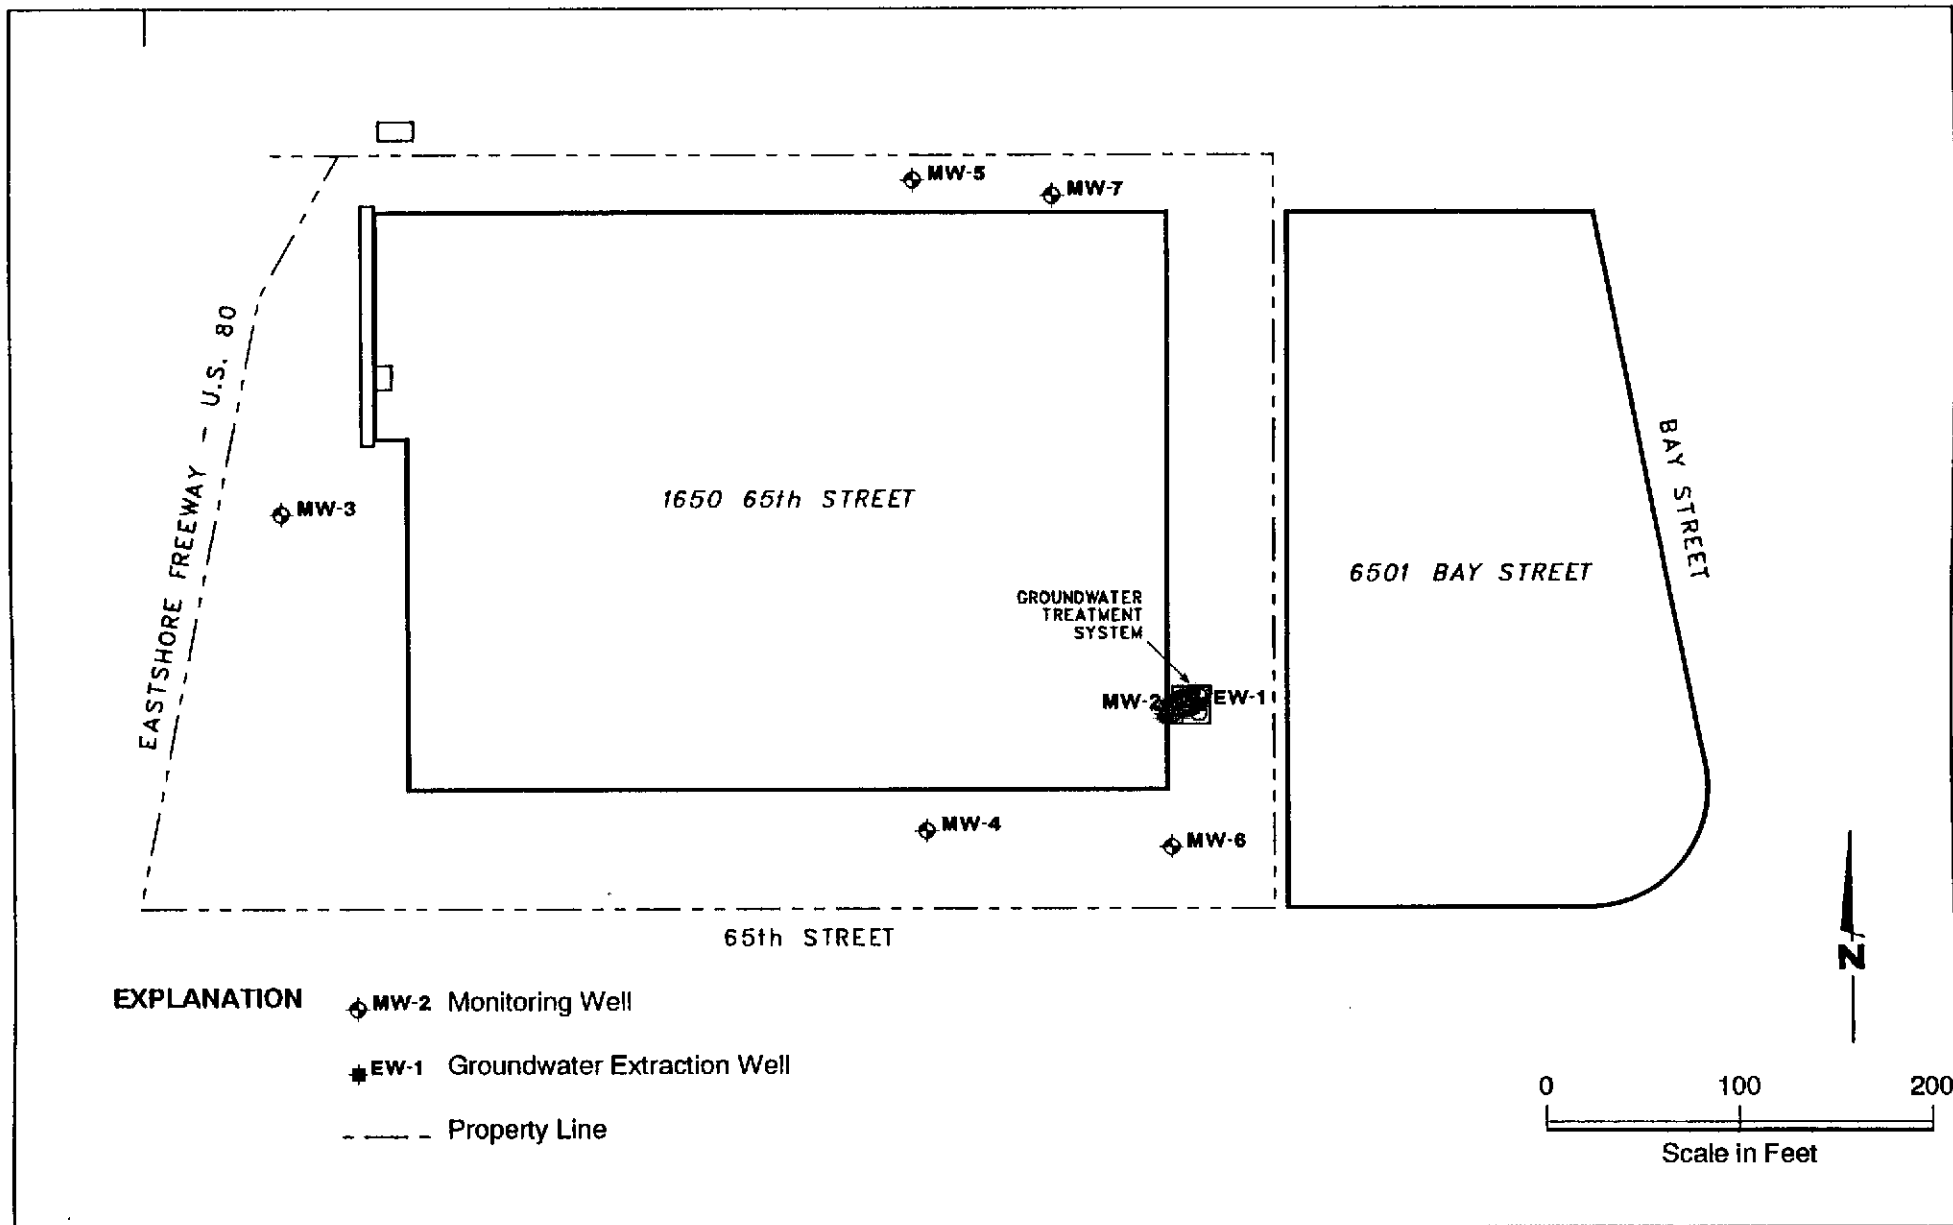 MW-5
MW-7
EASTSHORE FREEWAY - U.S. 80
MW-3
1650 65th STREET
BAY STREET
6501 BAY STREET
GROUNDWATER
TREATMENT
SYSTEM
MW-2
EW-1
MW-4
MW-6
65th STREET
N
EXPLANATION
MW-2 Monitoring Well
EW-1 Groundwater Extraction Well
Property Line
0 100 200
Scale in Feet